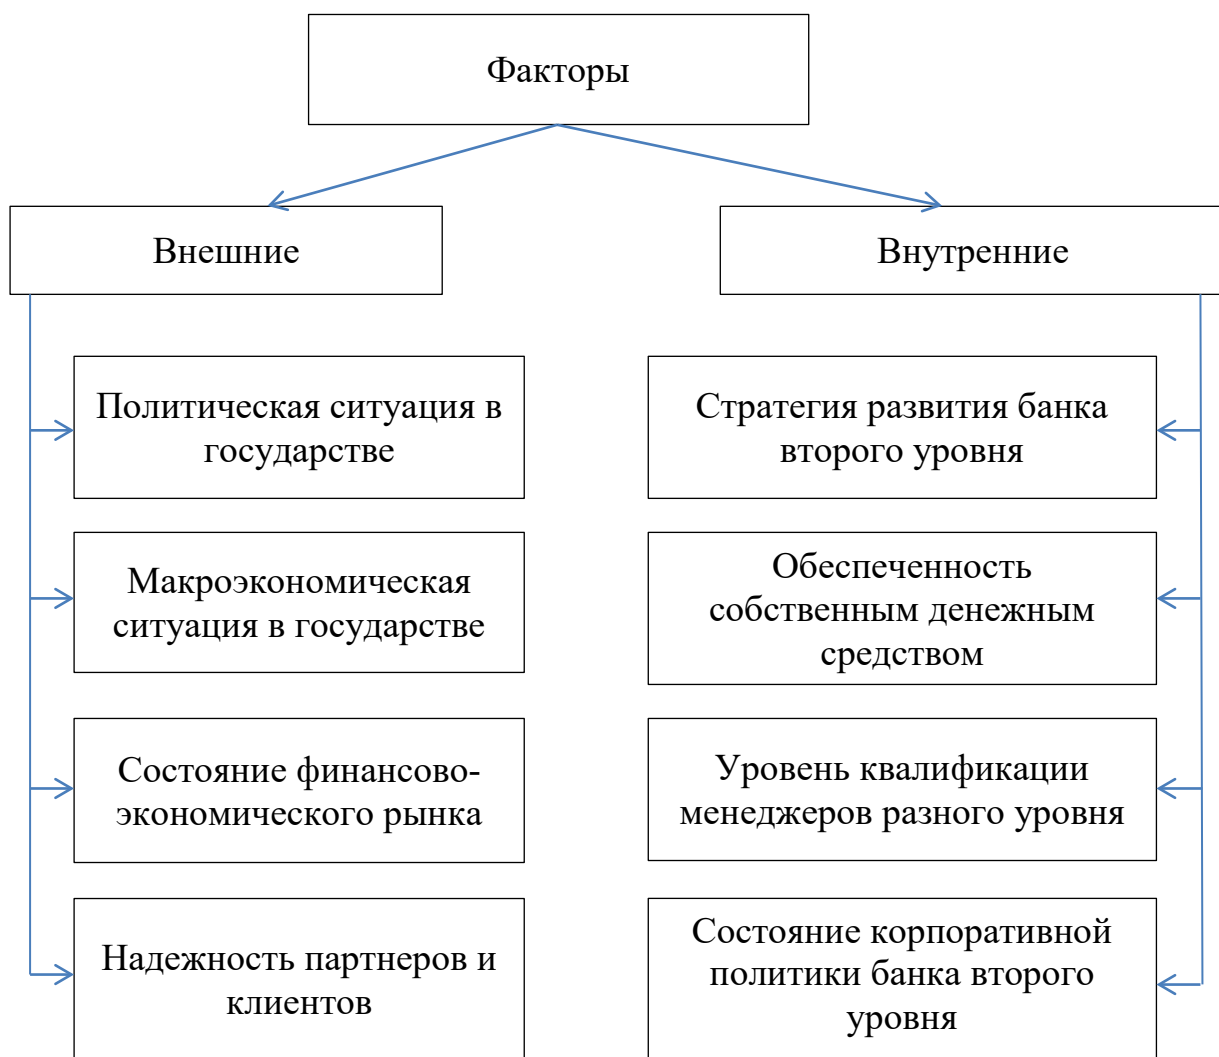 Факторы
Внешние
Внутренние
Политическая ситуация в
государстве
Стратегия развития банка
второго уровня
Макроэкономическая
ситуация в государстве
Обеспеченность
собственным денежным
средством
Состояние финансово-
экономического рынка
Уровень квалификации
менеджеров разного уровня
Надежность партнеров и
клиентов
Состояние корпоративной
политики банка второго
уровня